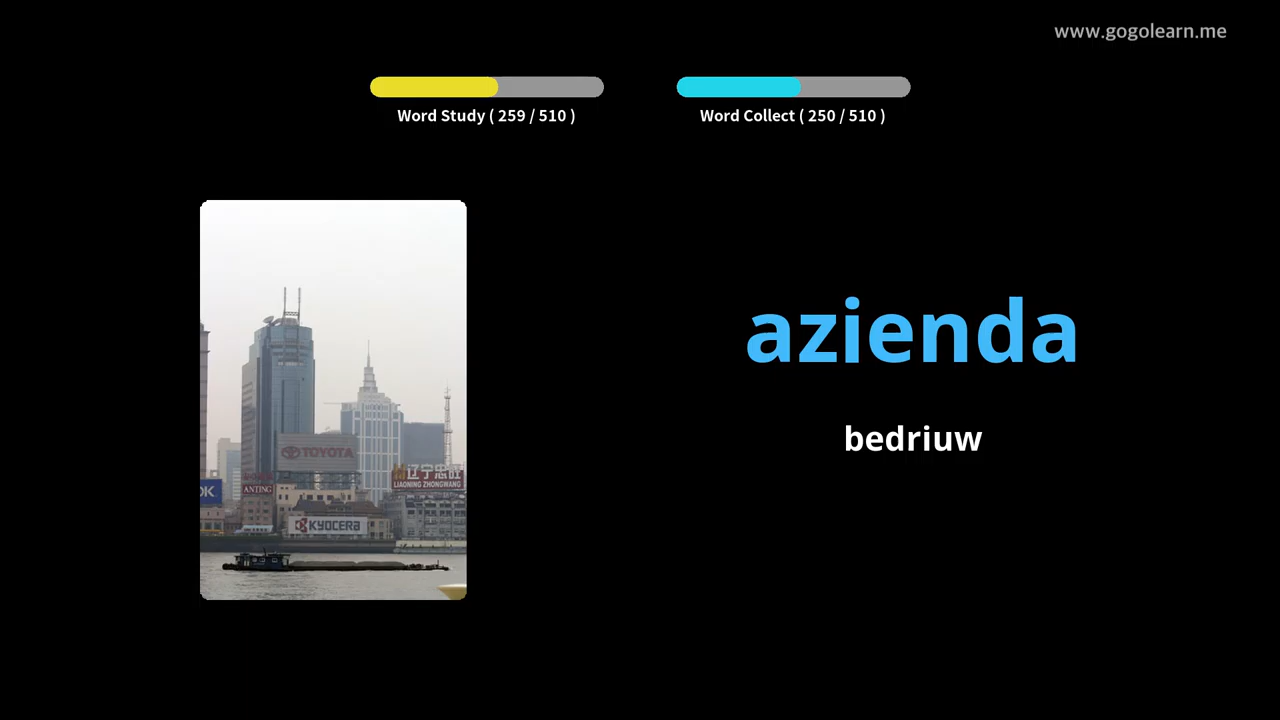 www.gogolearn.me
Word Study ( 259 / 510 )
Word Collect ( 250 / 510 )
azienda
bedriuw
TOYOTA
辽宁忠旺
LIAONING ZHONGWANG
OK
ANTING
KYOCERA